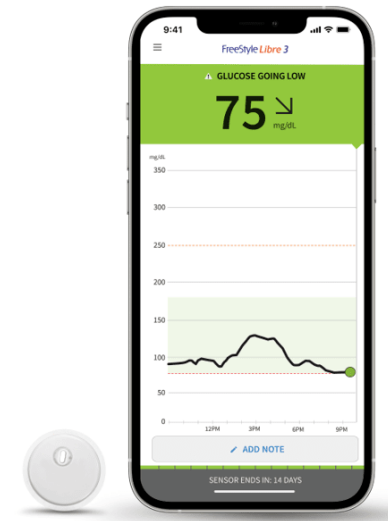 9:41
FreeStyle Libre 3
GLUCOSE GOING LOW
75 mg/dL
mg/dL
350
300
250
200
150
100
50
0
12PM 3PM 6PM 9PM
ADD NOTE
SENSOR ENDS IN: 14 DAYS